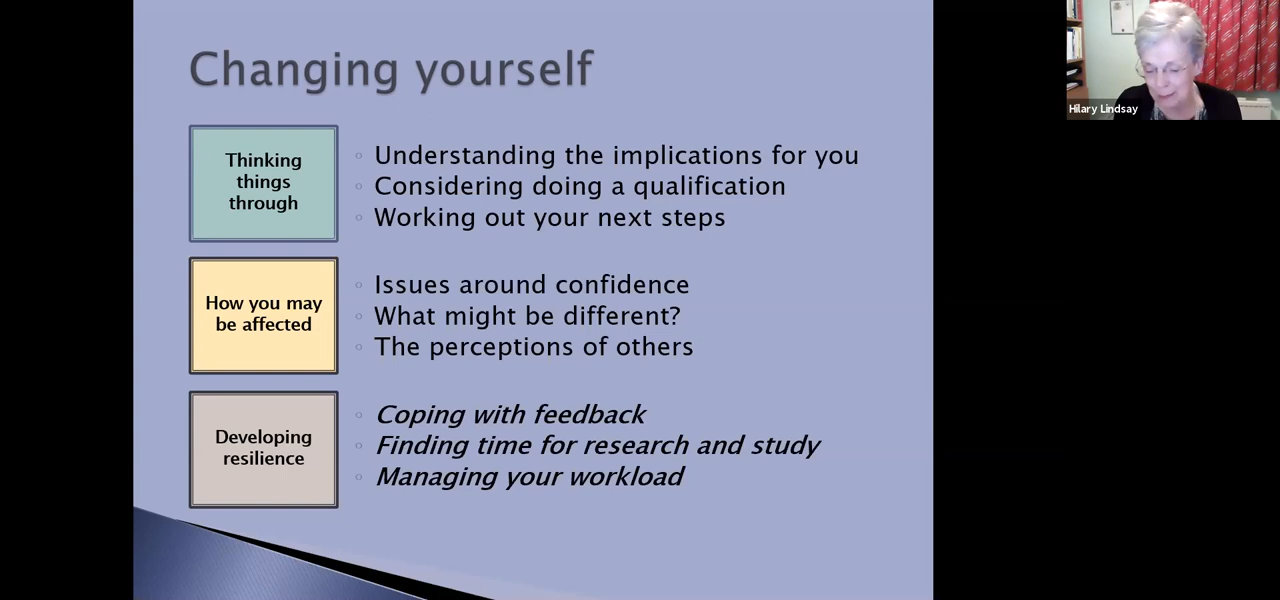 Changing yourself
Hilary Lindsay
Thinking
things
through
Understanding the implications for you
Considering doing a qualification
Working out your next steps
How you may
be affected
Issues around confidence
What might be different?
The perceptions of others
Developing
resilience
Coping with feedback
Finding time for research and study
Managing your workload